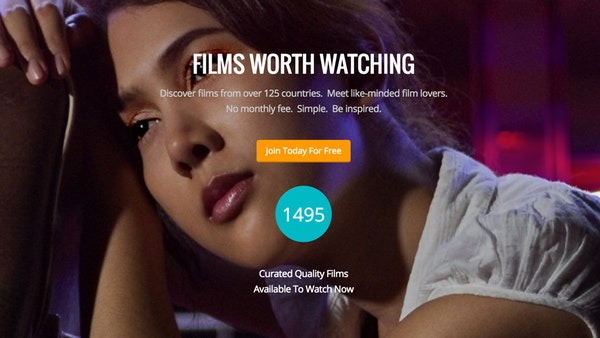 FILMS WORTH WATCHING
Discover films from over 125 countries. Meet like-minded film lovers.
No monthly fee. Simple. Be inspired.
Join Today For Free
1495
Curated Quality Films
Available To Watch Now